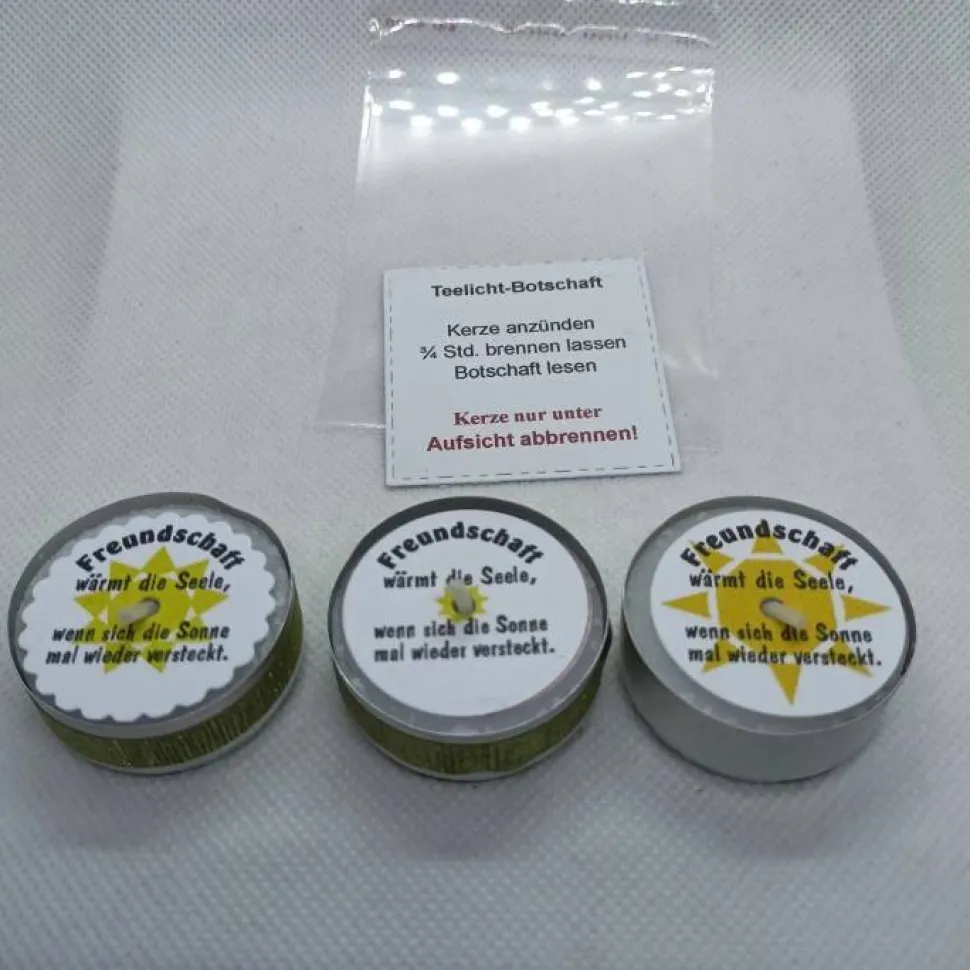 Teelicht-Botschaft
Kerze anzünden
¾ Std. brennen lassen
Botschaft lesen
Kerze nur unter
Aufsicht abbrennen!
Freundschaft
wärmt die Seele,
wenn sich die Sonne
mal wieder versteckt.
Freundschaft
wärmt die Seele,
wenn sich die Sonne
mal wieder versteckt.
Freundschaft
wärmt die Seele,
wenn sich die Sonne
mal wieder versteckt.